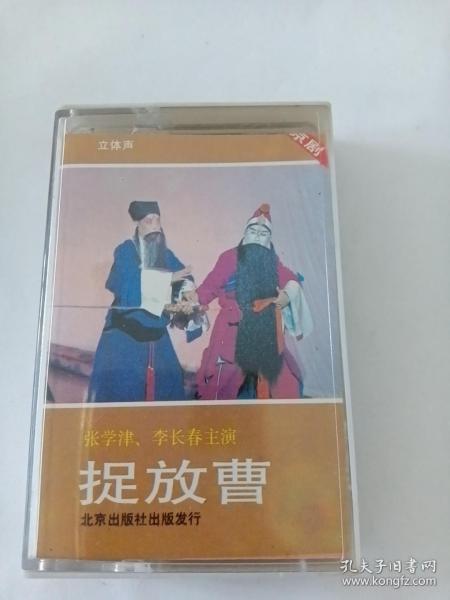 立体声
京剧
张学津、李长春主演
捉放曹
北京出版社出版发行
孔夫子旧书网
www.kongfz.com